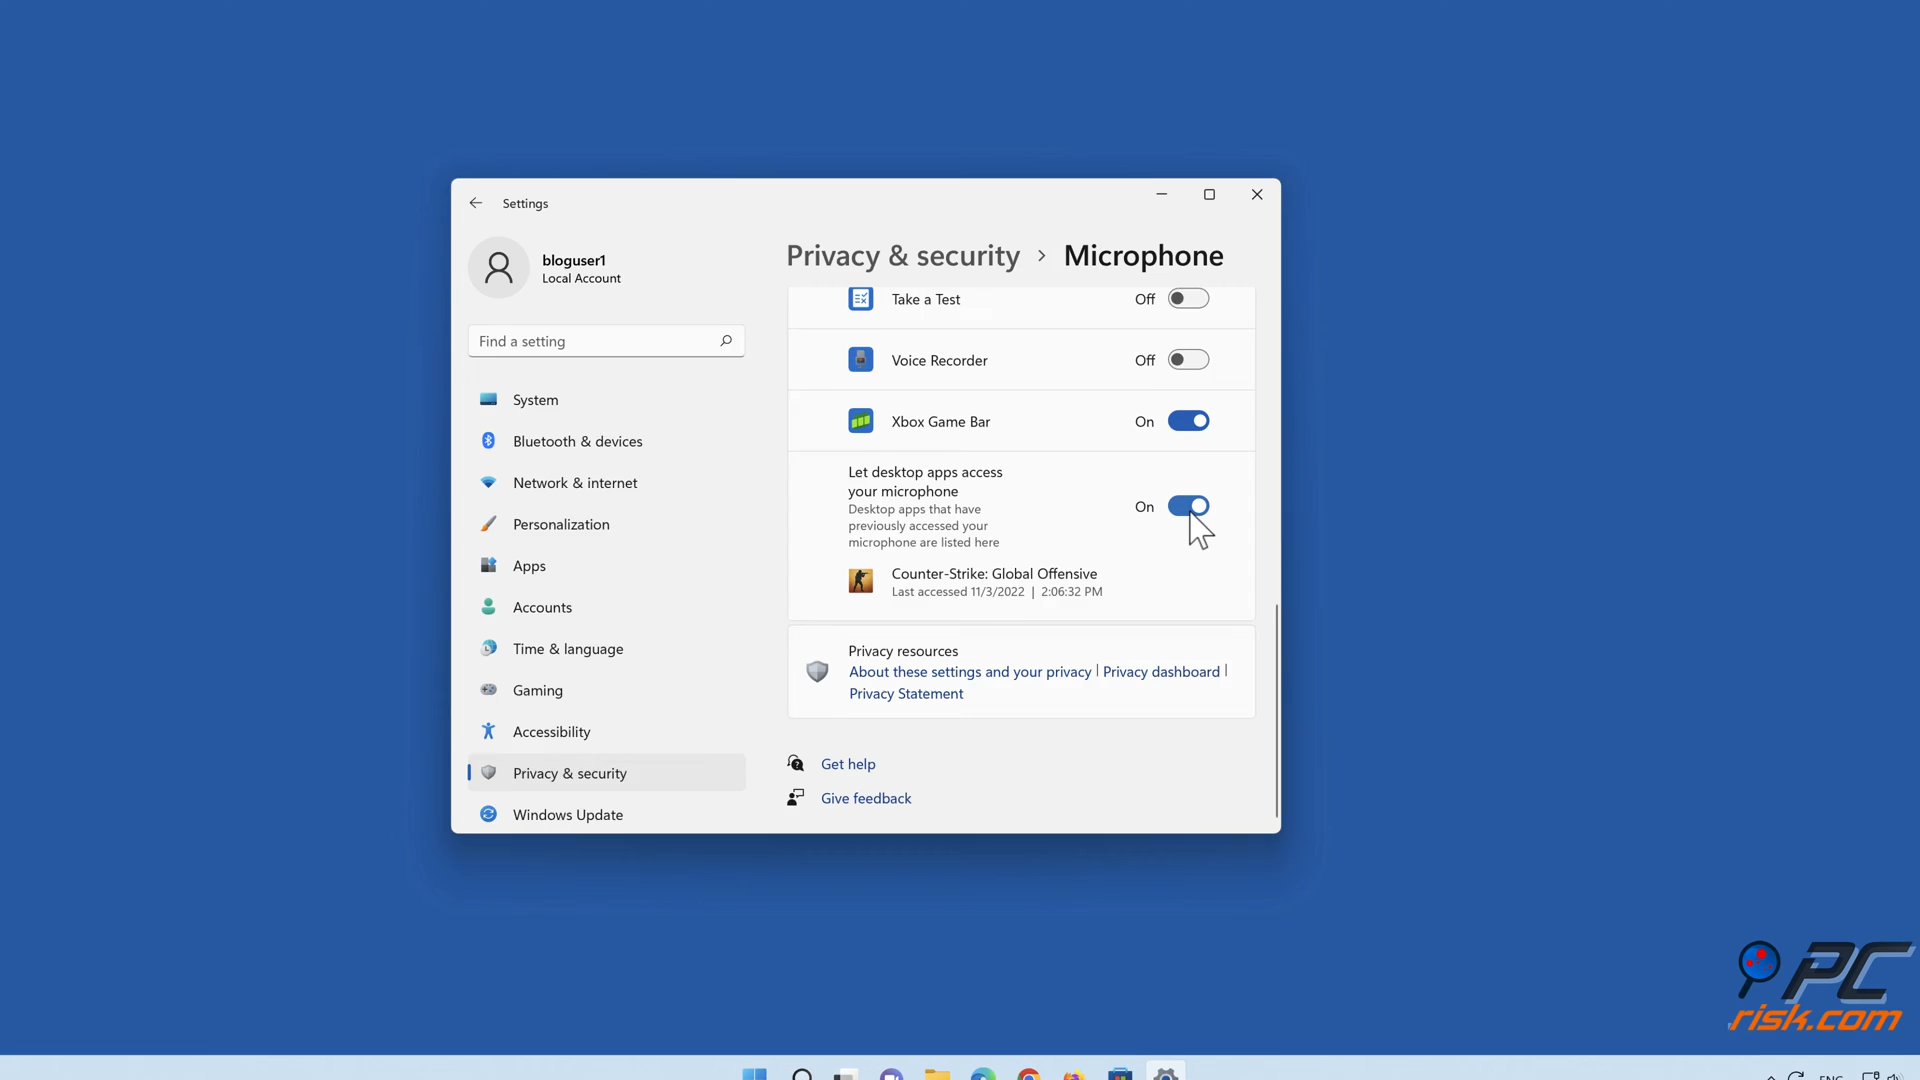 Settings
bloguser1
Local Account
Find a setting
System
Bluetooth & devices
Network & internet
Personalization
Apps
Accounts
Time & language
Gaming
Accessibility
Privacy & security
Windows Update
Privacy & security › Microphone
Take a Test Off
Voice Recorder Off
Xbox Game Bar On
Let desktop apps access
your microphone
Desktop apps that have
previously accessed your
microphone are listed here
On
Counter-Strike: Global Offensive
Last accessed 11/3/2022 | 2:06:32 PM
Privacy resources
About these settings and your privacy | Privacy dashboard |
Privacy Statement
Get help
Give feedback
PC
risk.com
ENG